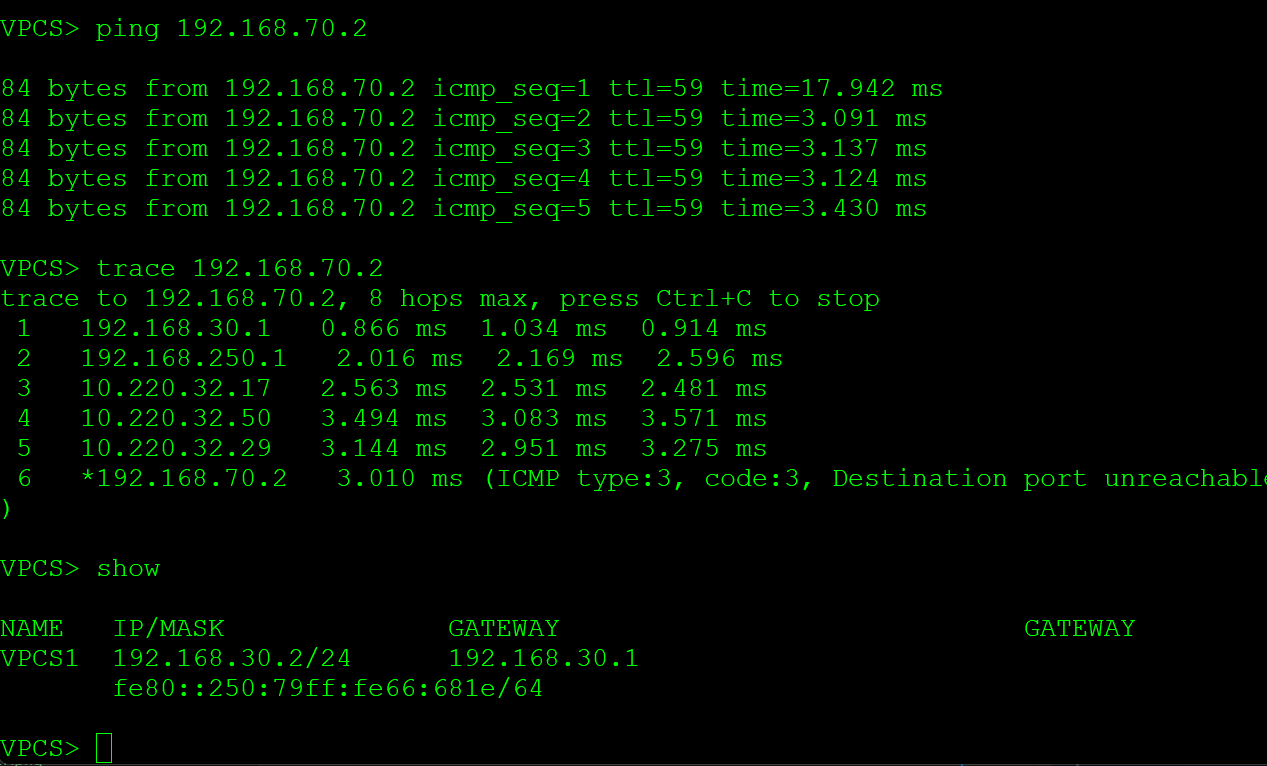 VPCS> ping 192.168.70.2
84 bytes from 192.168.70.2 icmp_seq=1 ttl=59 time=17.942 ms
84 bytes from 192.168.70.2 icmp_seq=2 ttl=59 time=3.091 ms
84 bytes from 192.168.70.2 icmp_seq=3 ttl=59 time=3.137 ms
84 bytes from 192.168.70.2 icmp_seq=4 ttl=59 time=3.124 ms
84 bytes from 192.168.70.2 icmp_seq=5 ttl=59 time=3.430 ms
VPCS> trace 192.168.70.2
trace to 192.168.70.2, 8 hops max, press Ctrl+C to stop
 1   192.168.30.1   0.866 ms  1.034 ms  0.914 ms
 2   192.168.250.1   2.016 ms  2.169 ms  2.596 ms
 3   10.220.32.17   2.563 ms  2.531 ms  2.481 ms
 4   10.220.32.50   3.494 ms  3.083 ms  3.571 ms
 5   10.220.32.29   3.144 ms  2.951 ms  3.275 ms
 6   *192.168.70.2   3.010 ms (ICMP type:3, code:3, Destination port unreachable
)
VPCS> show
NAME   IP/MASK              GATEWAY                             GATEWAY
VPCS1  192.168.30.2/24      192.168.30.1
       fe80::250:79ff:fe66:681e/64
VPCS>